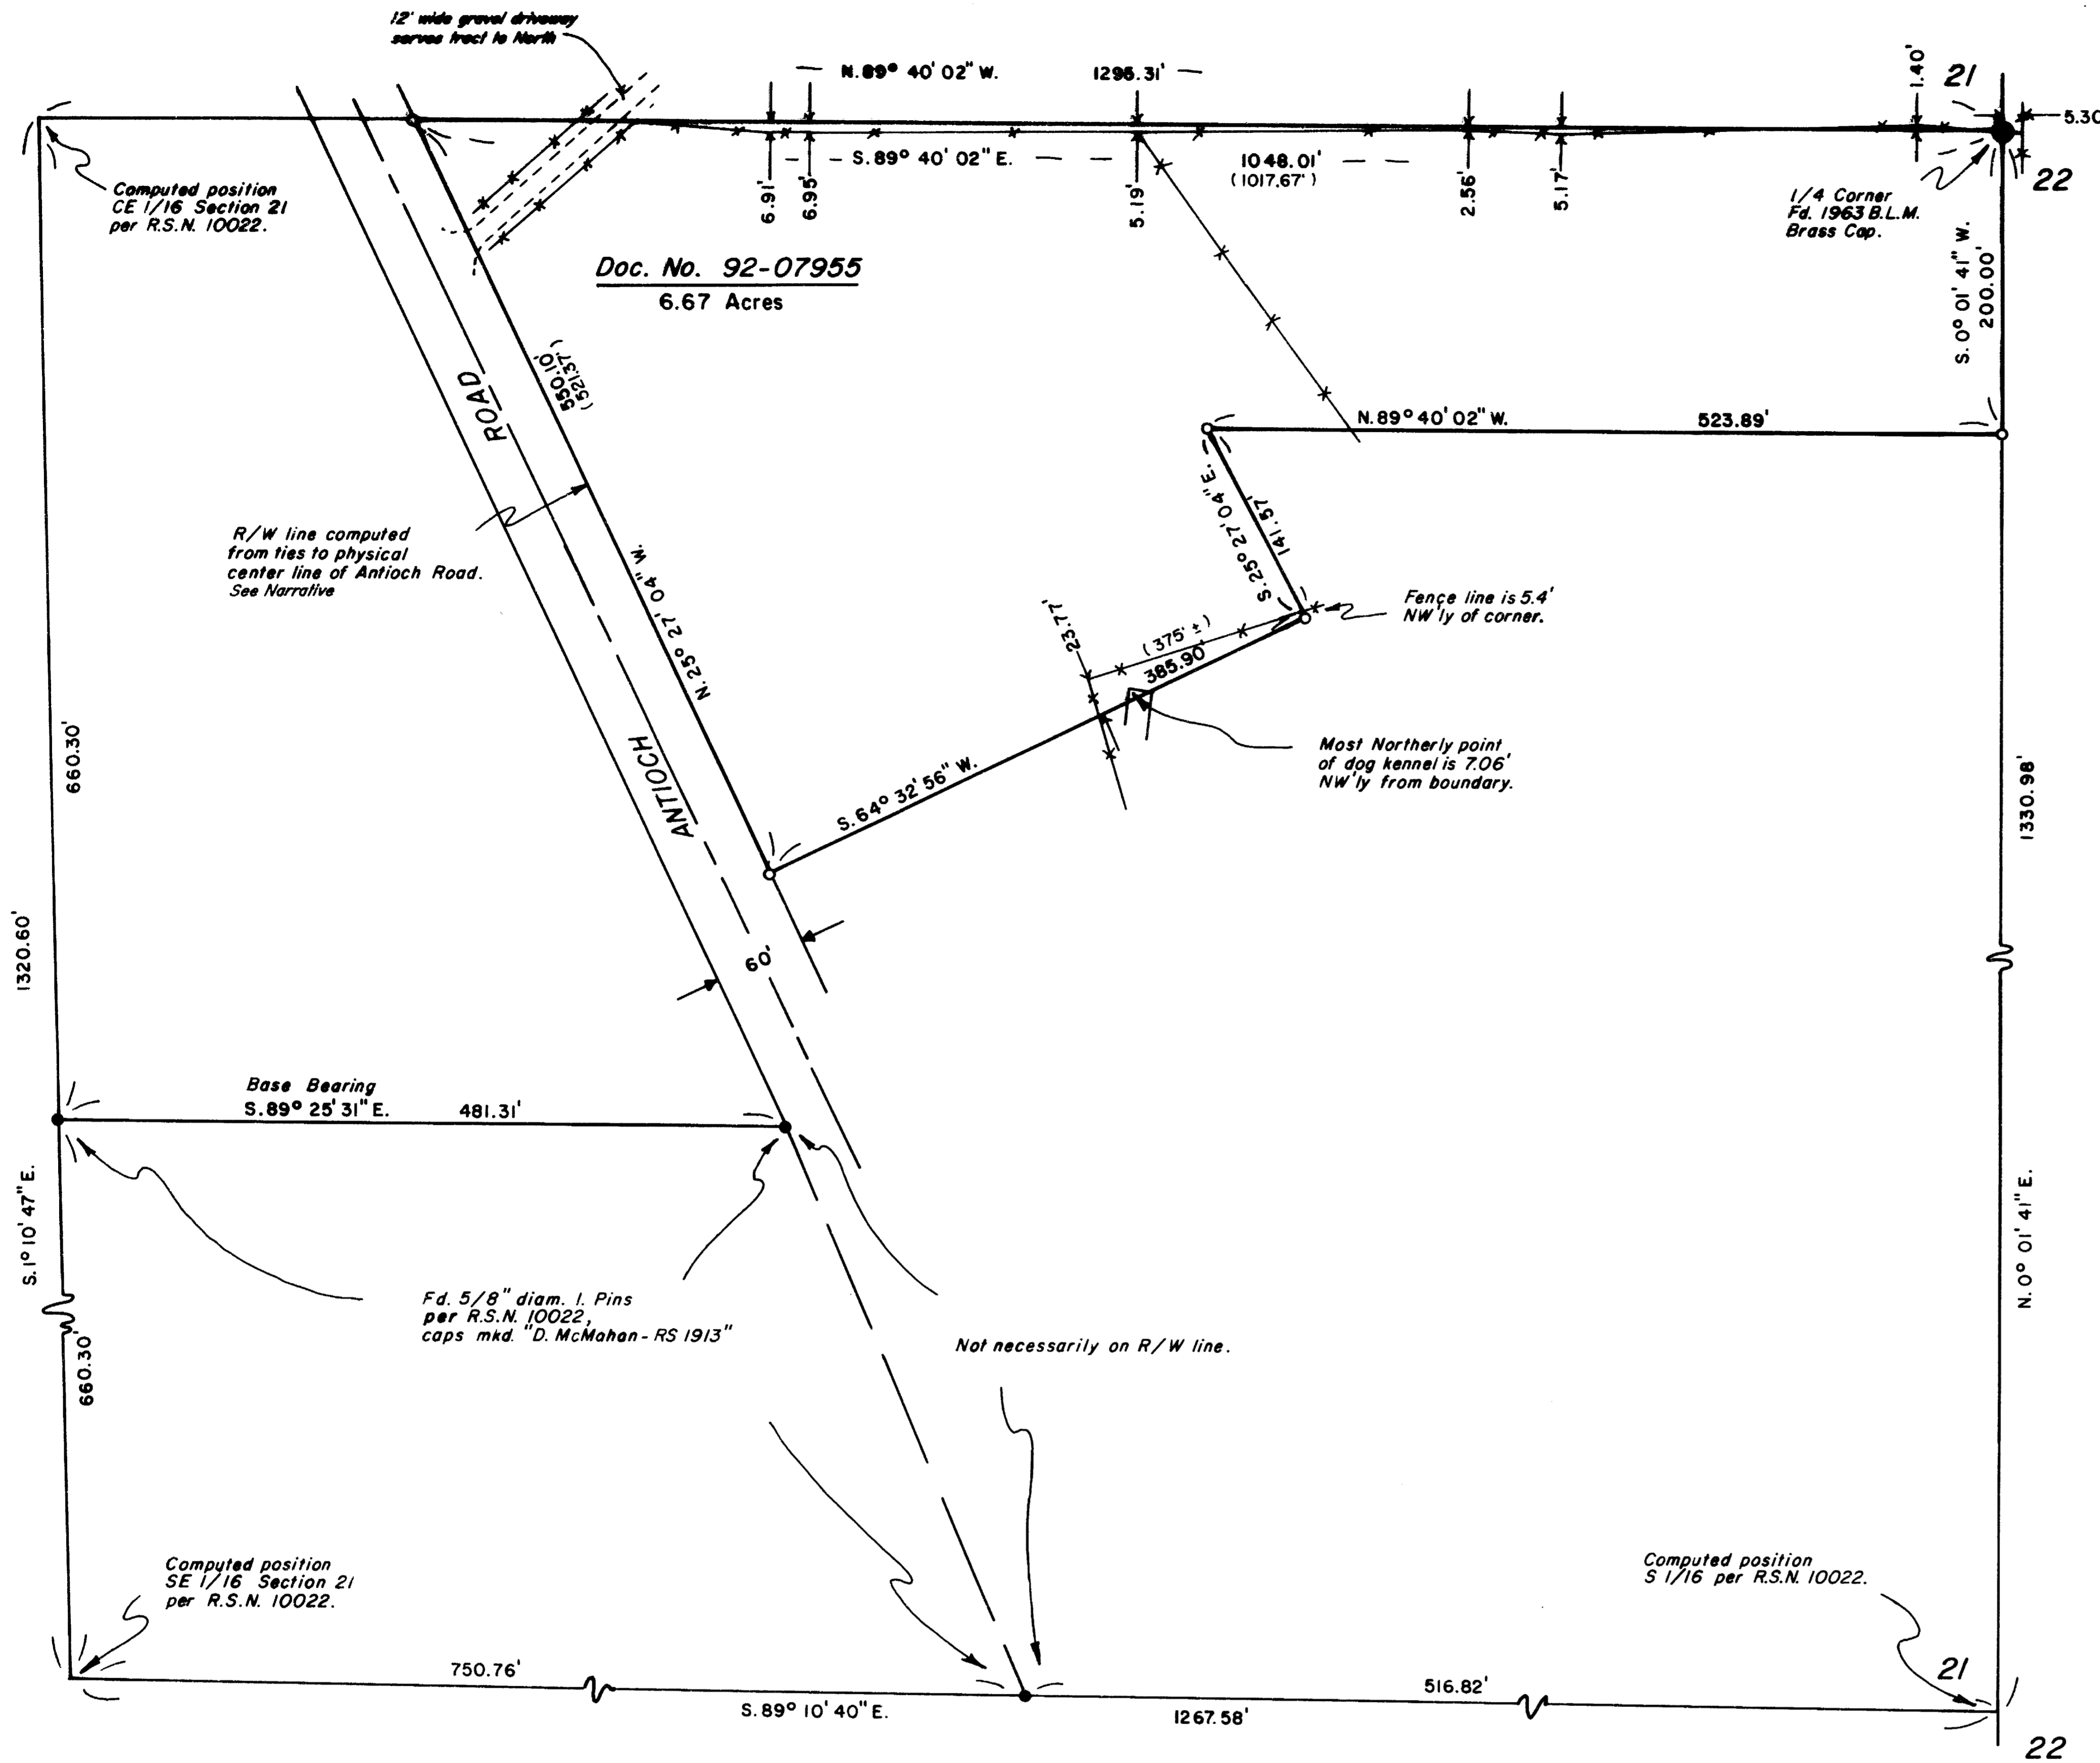 12' wide gravel driveway
serves tract to North
N. 89° 40' 02" W. 1295.31'
1.40'
21
5.30
S. 89° 40' 02" E. 1048.01'
(1017.67')
6.91'
6.95'
5.19'
2.56'
5.17'
22
Computed position
CE 1/16 Section 21
per R.S.N. 10022.
1/4 Corner
Fd. 1963 B.L.M.
Brass Cap.
S. 0° 01' 41" W.
200.00'
Doc. No. 92-07955
6.67 Acres
550.10'
(521.37')
ROAD
N. 89° 40' 02" W. 523.89'
S. 25° 27' 04" E.
141.57'
R/W line computed
from ties to physical
center line of Antioch Road.
See Narrative
N. 25° 27' 04" W.
Fence line is 5.4'
NW'ly of corner.
23.77'
(375' ±)
385.90'
S. 64° 32' 56" W.
Most Northerly point
of dog kennel is 7.06'
NW'ly from boundary.
ANTIOCH
660.30'
1330.98'
1320.60'
60'
Base Bearing
S. 89° 25' 31" E. 481.31'
S. 1° 10' 47" E.
N. 0° 01' 41" E.
Fd. 5/8" diam. I. Pins
per R.S.N. 10022,
caps mkd. "D. McMahan - RS 1913"
Not necessarily on R/W line.
660.30'
Computed position
SE 1/16 Section 21
per R.S.N. 10022.
Computed position
S 1/16 per R.S.N. 10022.
750.76'
516.82'
21
S. 89° 10' 40" E. 1267.58'
22